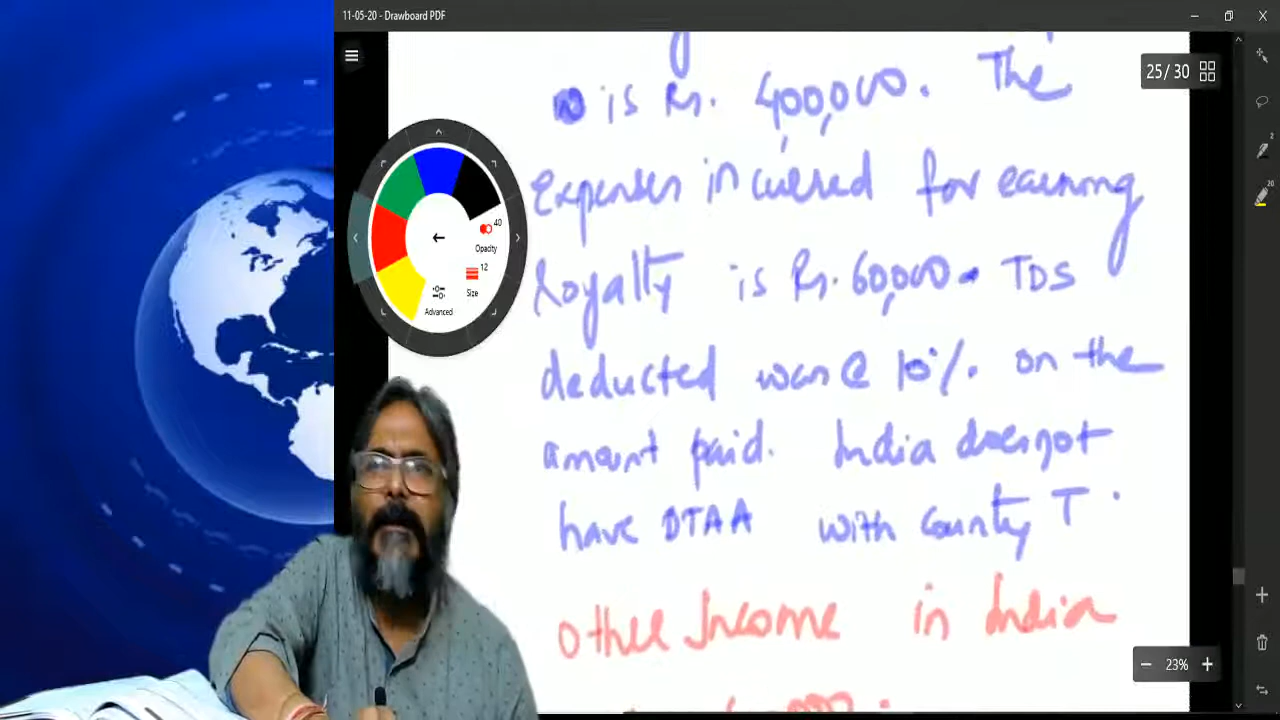 11-05-20 - Drawboard PDF
25 / 30
is Rs. 400,000. The
Expenses incurred for earning
Royalty is Rs. 60,000. TDS
deducted was @ 10%. on the
amount paid. India does not
have DTAA with country T.
other Income in India
40
Opacity
12
Size
Advanced
2
20
23%